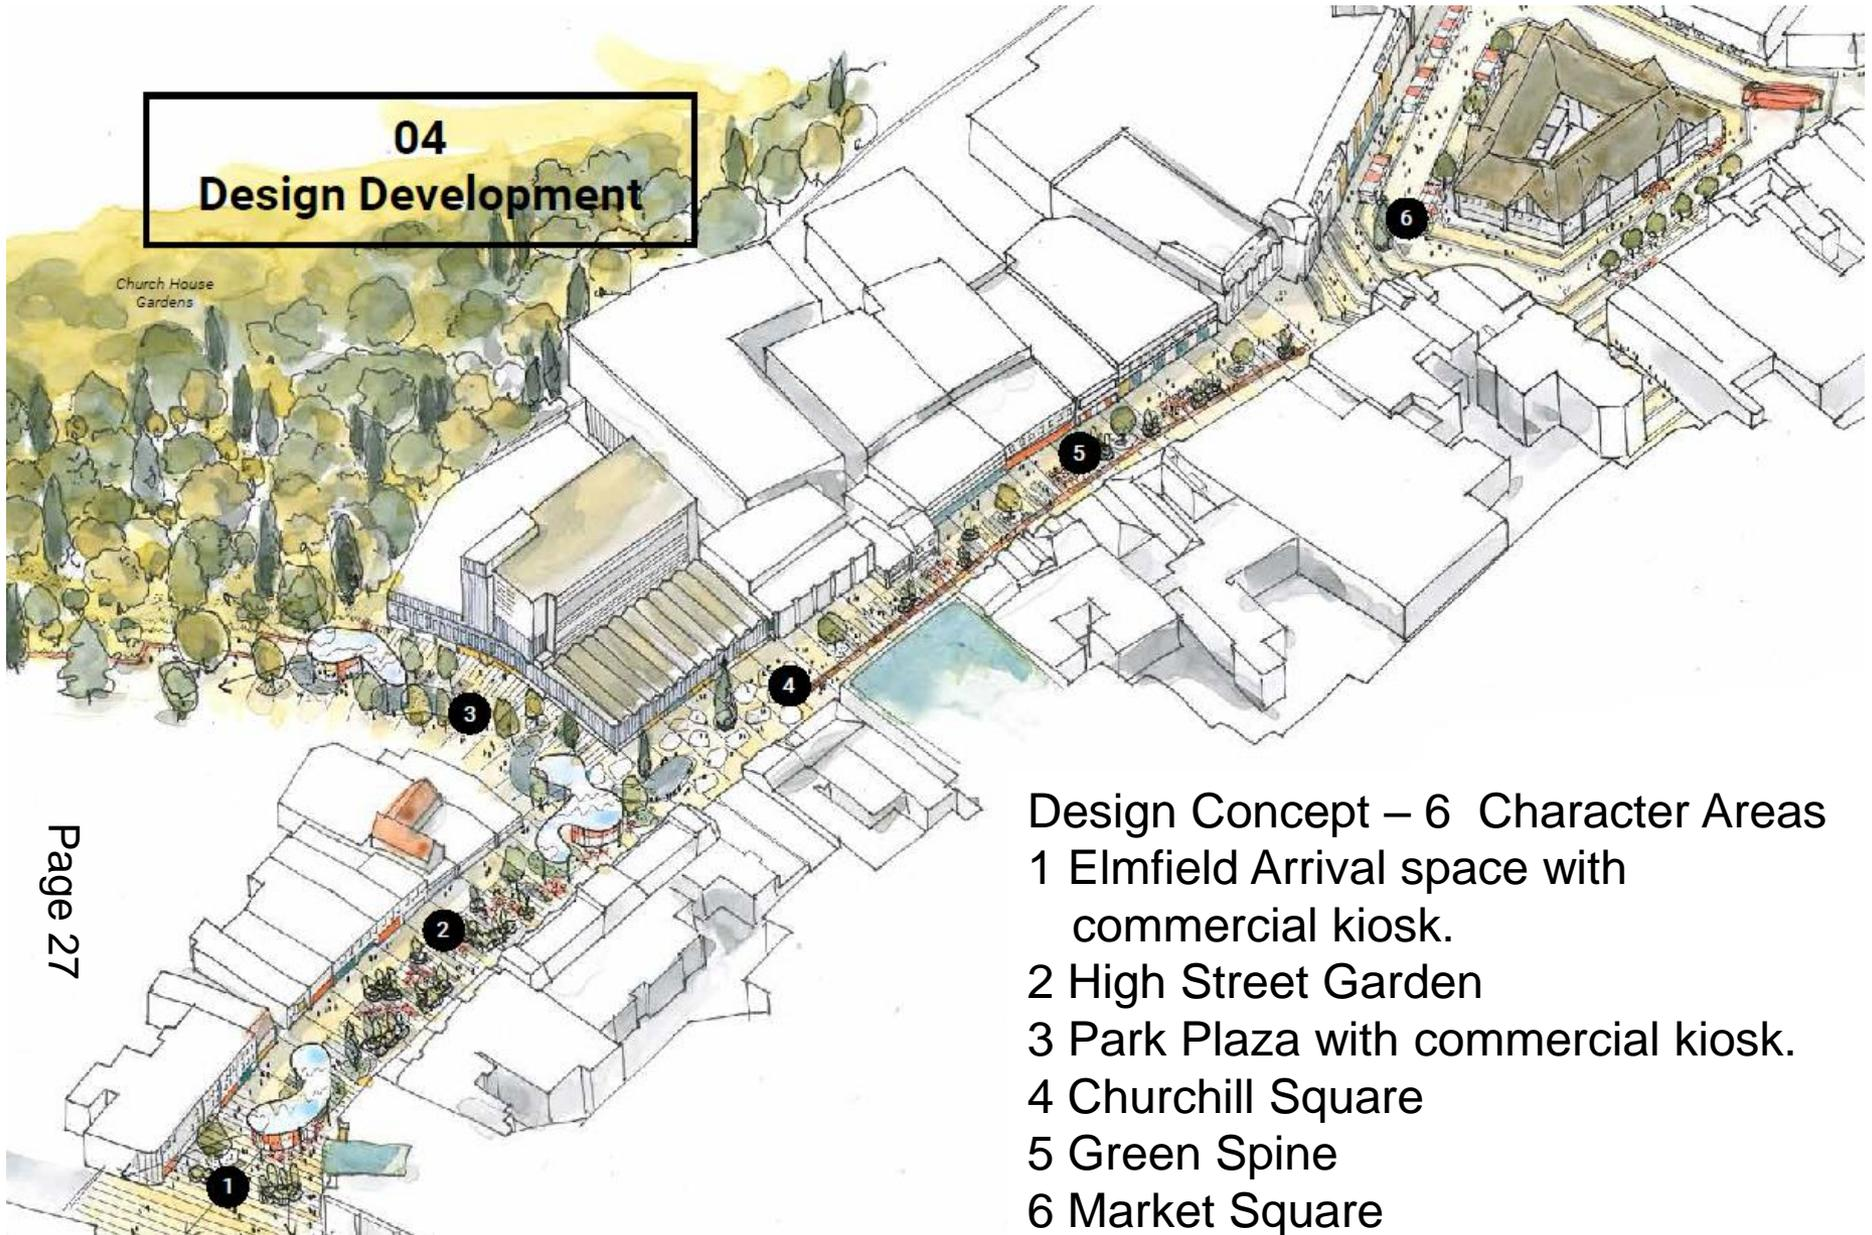 04
Design Development
Church House
Gardens
6
5
4
3
2
1
Page 27
Design Concept – 6  Character Areas
1 Elmfield Arrival space with
commercial kiosk.
2 High Street Garden
3 Park Plaza with commercial kiosk.
4 Churchill Square
5 Green Spine
6 Market Square